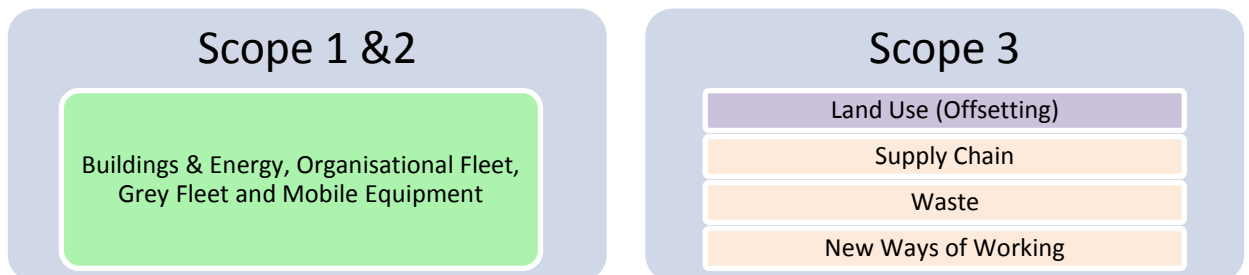 Scope 1 &2
Buildings & Energy, Organisational Fleet,
Grey Fleet and Mobile Equipment
Scope 3
Land Use (Offsetting)
Supply Chain
Waste
New Ways of Working